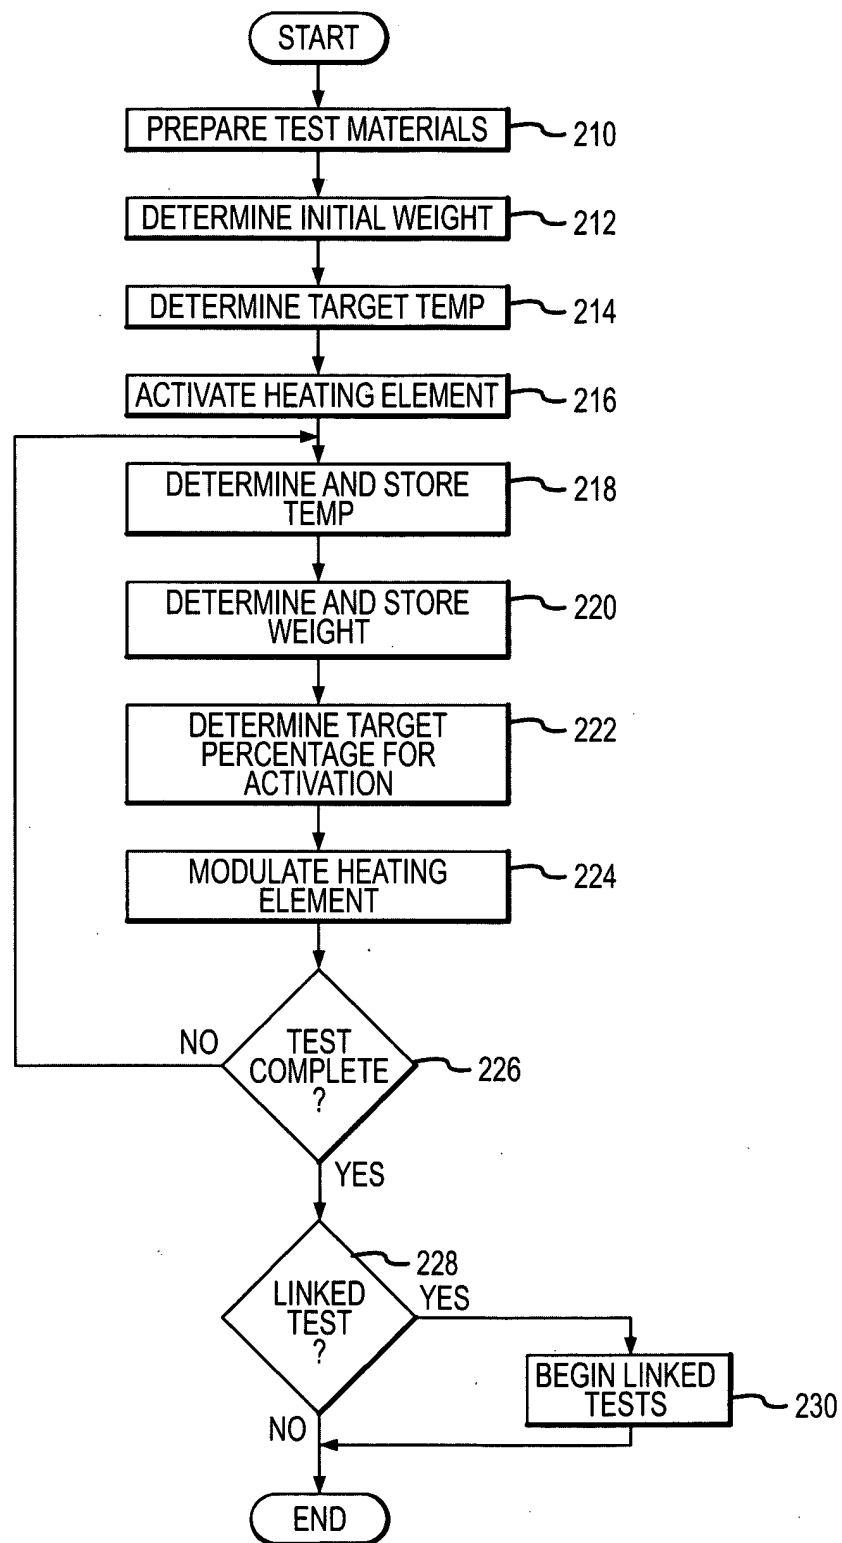 START
PREPARE TEST MATERIALS
210
DETERMINE INITIAL WEIGHT
212
DETERMINE TARGET TEMP
214
ACTIVATE HEATING ELEMENT
216
DETERMINE AND STORE
TEMP
218
DETERMINE AND STORE
WEIGHT
220
DETERMINE TARGET
PERCENTAGE FOR
ACTIVATION
222
MODULATE HEATING
ELEMENT
224
NO
TEST
COMPLETE
?
226
YES
228
LINKED
TEST
?
YES
BEGIN LINKED
TESTS
230
NO
END